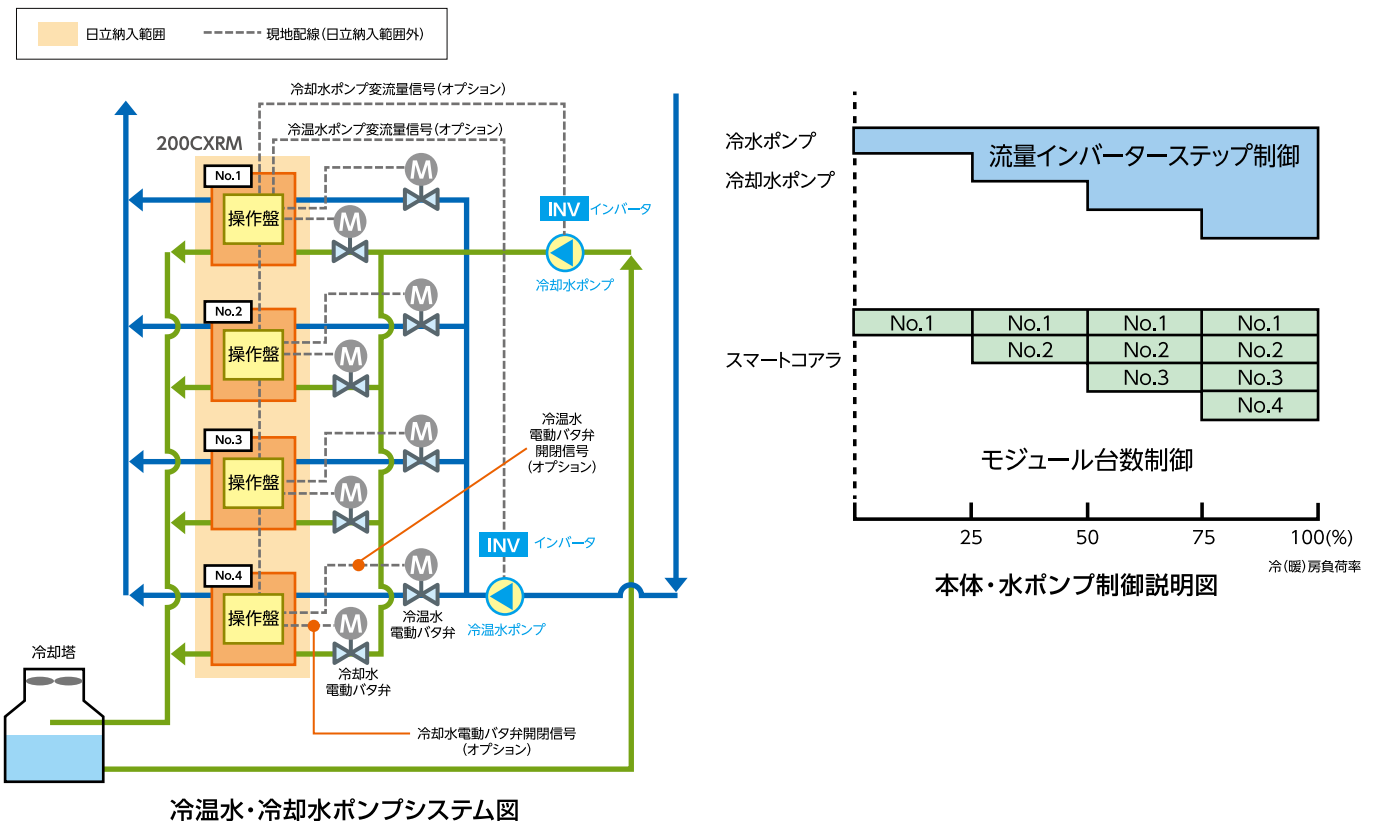 日立納入範囲
現地配線(日立納入範囲外)
冷却水ポンプ変流量信号(オプション)
冷温水ポンプ変流量信号(オプション)
200CXRM
No.1
操作盤
M
M
INV
インバータ
冷却水ポンプ
No.2
操作盤
M
M
No.3
操作盤
M
M
冷温水
電動バタ弁
開閉信号
(オプション)
INV
インバータ
No.4
操作盤
M
M
冷温水
電動バタ弁
冷温水ポンプ
冷却水
電動バタ弁
冷却塔
冷却水電動バタ弁開閉信号
(オプション)
冷温水・冷却水ポンプシステム図
冷水ポンプ
冷却水ポンプ
流量インバーターステップ制御
スマートコアラ
No.1
No.1
No.1
No.1
No.2
No.2
No.2
No.3
No.3
No.4
モジュール台数制御
25
50
75
100(%)
冷(暖)房負荷率
本体・水ポンプ制御説明図